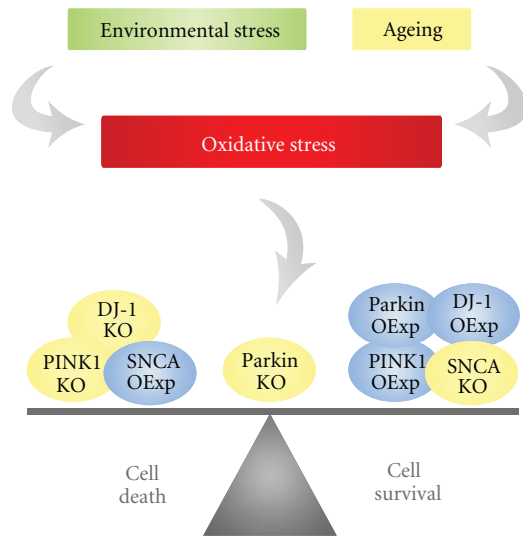 Environmental stress
Ageing
Oxidative stress
DJ-1
KO
PINK1
KO
SNCA
OExp
Parkin
KO
Parkin
OExp
DJ-1
OExp
PINK1
OExp
SNCA
KO
Cell
death
Cell
survival